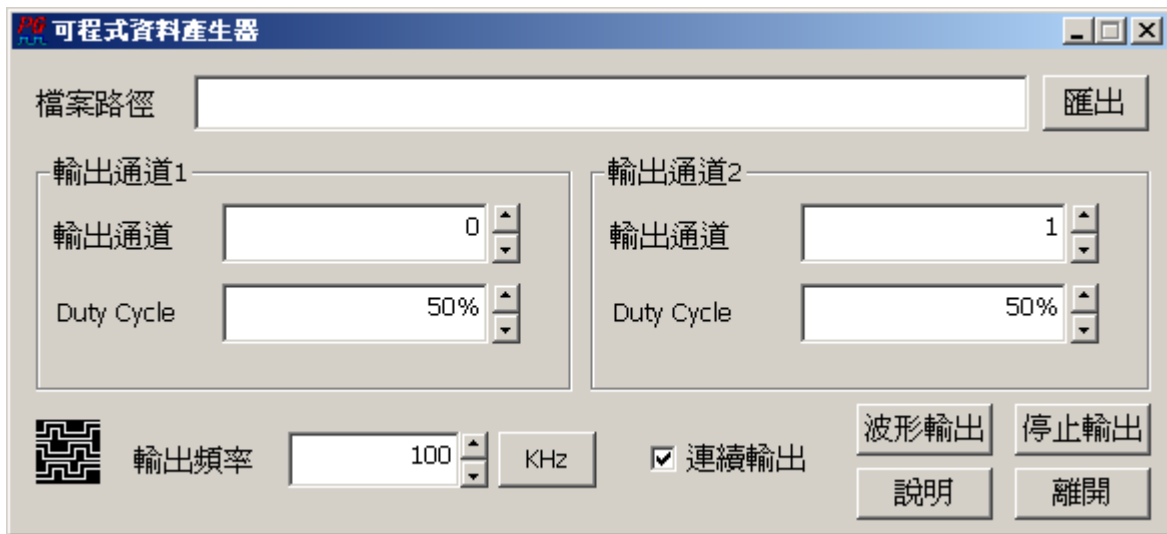 PG 可程式資料產生器
檔案路徑 匯出
輸出通道1
輸出通道 0
Duty Cycle 50%
輸出通道2
輸出通道 1
Duty Cycle 50%
輸出頻率 100 KHz
連續輸出
波形輸出 停止輸出
說明 離開